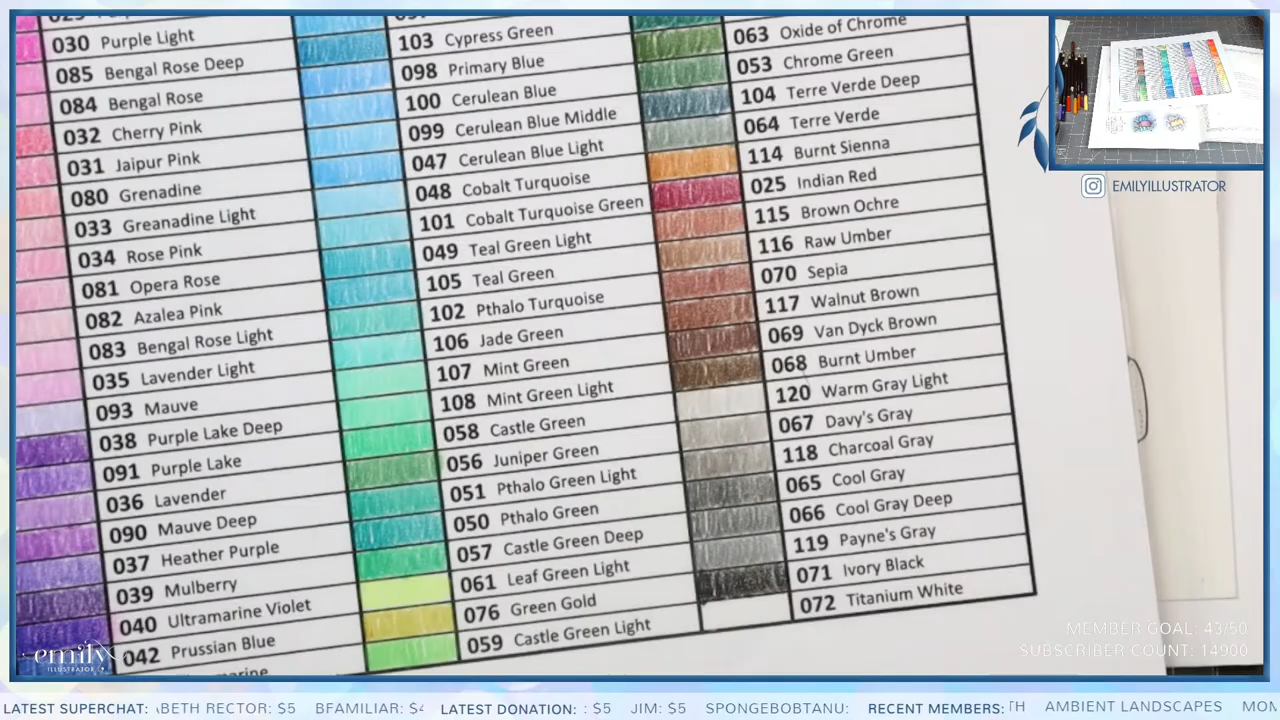 030 Purple Light
085 Bengal Rose Deep
084 Bengal Rose
032 Cherry Pink
031 Jaipur Pink
080 Grenadine
033 Greanadine Light
034 Rose Pink
081 Opera Rose
082 Azalea Pink
083 Bengal Rose Light
035 Lavender Light
093 Mauve
038 Purple Lake Deep
091 Purple Lake
036 Lavender
090 Mauve Deep
037 Heather Purple
039 Mulberry
040 Ultramarine Violet
042 Prussian Blue
103 Cypress Green
098 Primary Blue
100 Cerulean Blue
099 Cerulean Blue Middle
047 Cerulean Blue Light
048 Cobalt Turquoise
101 Cobalt Turquoise Green
049 Teal Green Light
105 Teal Green
102 Pthalo Turquoise
106 Jade Green
107 Mint Green
108 Mint Green Light
058 Castle Green
056 Juniper Green
051 Pthalo Green Light
050 Pthalo Green
057 Castle Green Deep
061 Leaf Green Light
076 Green Gold
059 Castle Green Light
063 Oxide of Chrome
053 Chrome Green
104 Terre Verde Deep
064 Terre Verde
114 Burnt Sienna
025 Indian Red
115 Brown Ochre
116 Raw Umber
070 Sepia
117 Walnut Brown
069 Van Dyck Brown
068 Burnt Umber
120 Warm Gray Light
067 Davy's Gray
118 Charcoal Gray
065 Cool Gray
066 Cool Gray Deep
119 Payne's Gray
071 Ivory Black
072 Titanium White
EMILYILLUSTRATOR
emily
ILLUSTRATOR
MEMBER GOAL: 43/50
SUBSCRIBER COUNT: 14900
LATEST SUPERCHAT: ABETH RECTOR: $5 BFAMILIAR: $4 LATEST DONATION: : $5 JIM: $5 SPONGEBOBTANU: RECENT MEMBERS: TH AMBIENT LANDSCAPES MOM